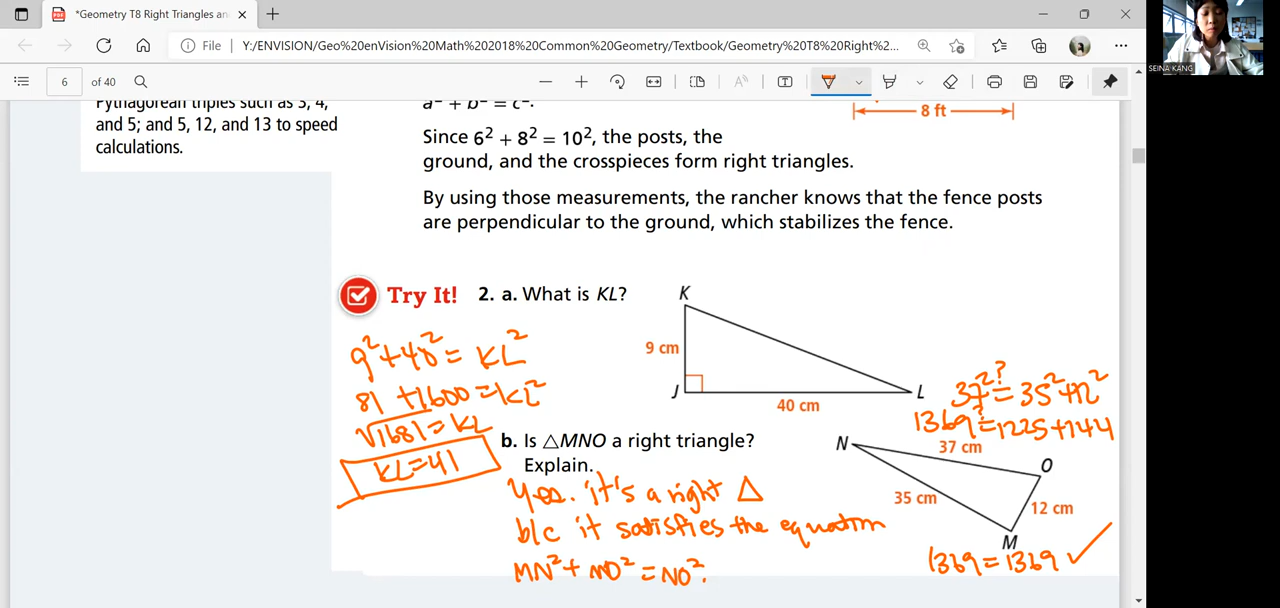 *Geometry T8 Right Triangles an
File
Y:/ENVISION/Geo%20enVision%20Math%202018%20Common%20Geometry/Textbook/Geometry%20T8%20Right%2...
SEINA KANG
6
of 40
Pythagorean triples such as 3, 4,
and 5; and 5, 12, and 13 to speed
calculations.
a² + b² = c².
8 ft
Since 6² + 8² = 10², the posts, the
ground, and the crosspieces form right triangles.
By using those measurements, the rancher knows that the fence posts
are perpendicular to the ground, which stabilizes the fence.
Try It!
2. a. What is KL?
K
9 cm
J
L
40 cm
9² + 40² = KL²
81 + 1600 = KL²
√1681 = KL
KL = 41
b. Is △MNO a right triangle?
Explain.
37² ?= 35² + 12²
1369 ?= 1225 + 144
N
37 cm
O
35 cm
12 cm
M
1369 = 1369 ✓
Yes. it's a right △
b/c it satisfies the equation
MN² + MO² = NO².